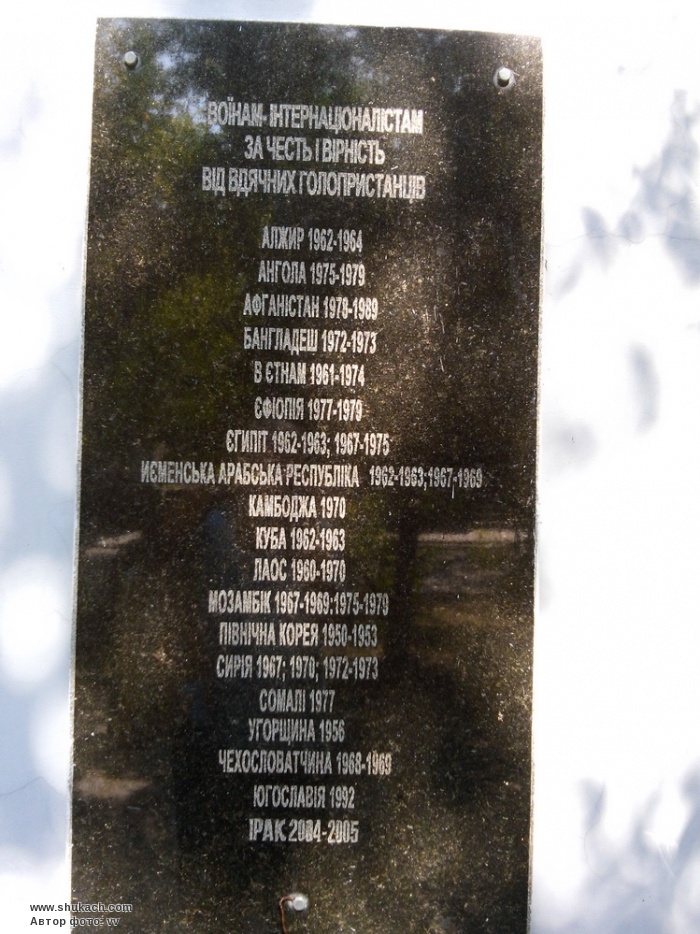 ВОЇНАМ-ІНТЕРНАЦІОНАЛІСТАМ
ЗА ЧЕСТЬ І ВІРНІСТЬ
ВІД ВДЯЧНИХ ГОЛОПРИСТАНЦІВ
АЛЖИР 1962-1964
АНГОЛА 1975-1979
АФГАНІСТАН 1978-1989
БАНГЛАДЕШ 1972-1973
В ЄТНАМ 1961-1974
ЄФІОПІЯ 1977-1979
ЄГИПІТ 1962-1963; 1967-1975
ИЄМЕНСЬКА АРАБСЬКА РЕСПУБЛІКА 1962-1963;1967-1969
КАМБОДЖА 1970
КУБА 1962-1963
ЛАОС 1960-1970
МОЗАМБІК 1967-1969;1975-1979
ПІВНІЧНА КОРЕЯ 1950-1953
СИРІЯ 1967; 1970; 1972-1973
СОМАЛІ 1977
УГОРЩИНА 1956
ЧЕХОСЛОВАТЧИНА 1968-1969
ЮГОСЛАВІЯ 1992
ІРАК 2004-2005
www.shukach.com
Автор фото: vv